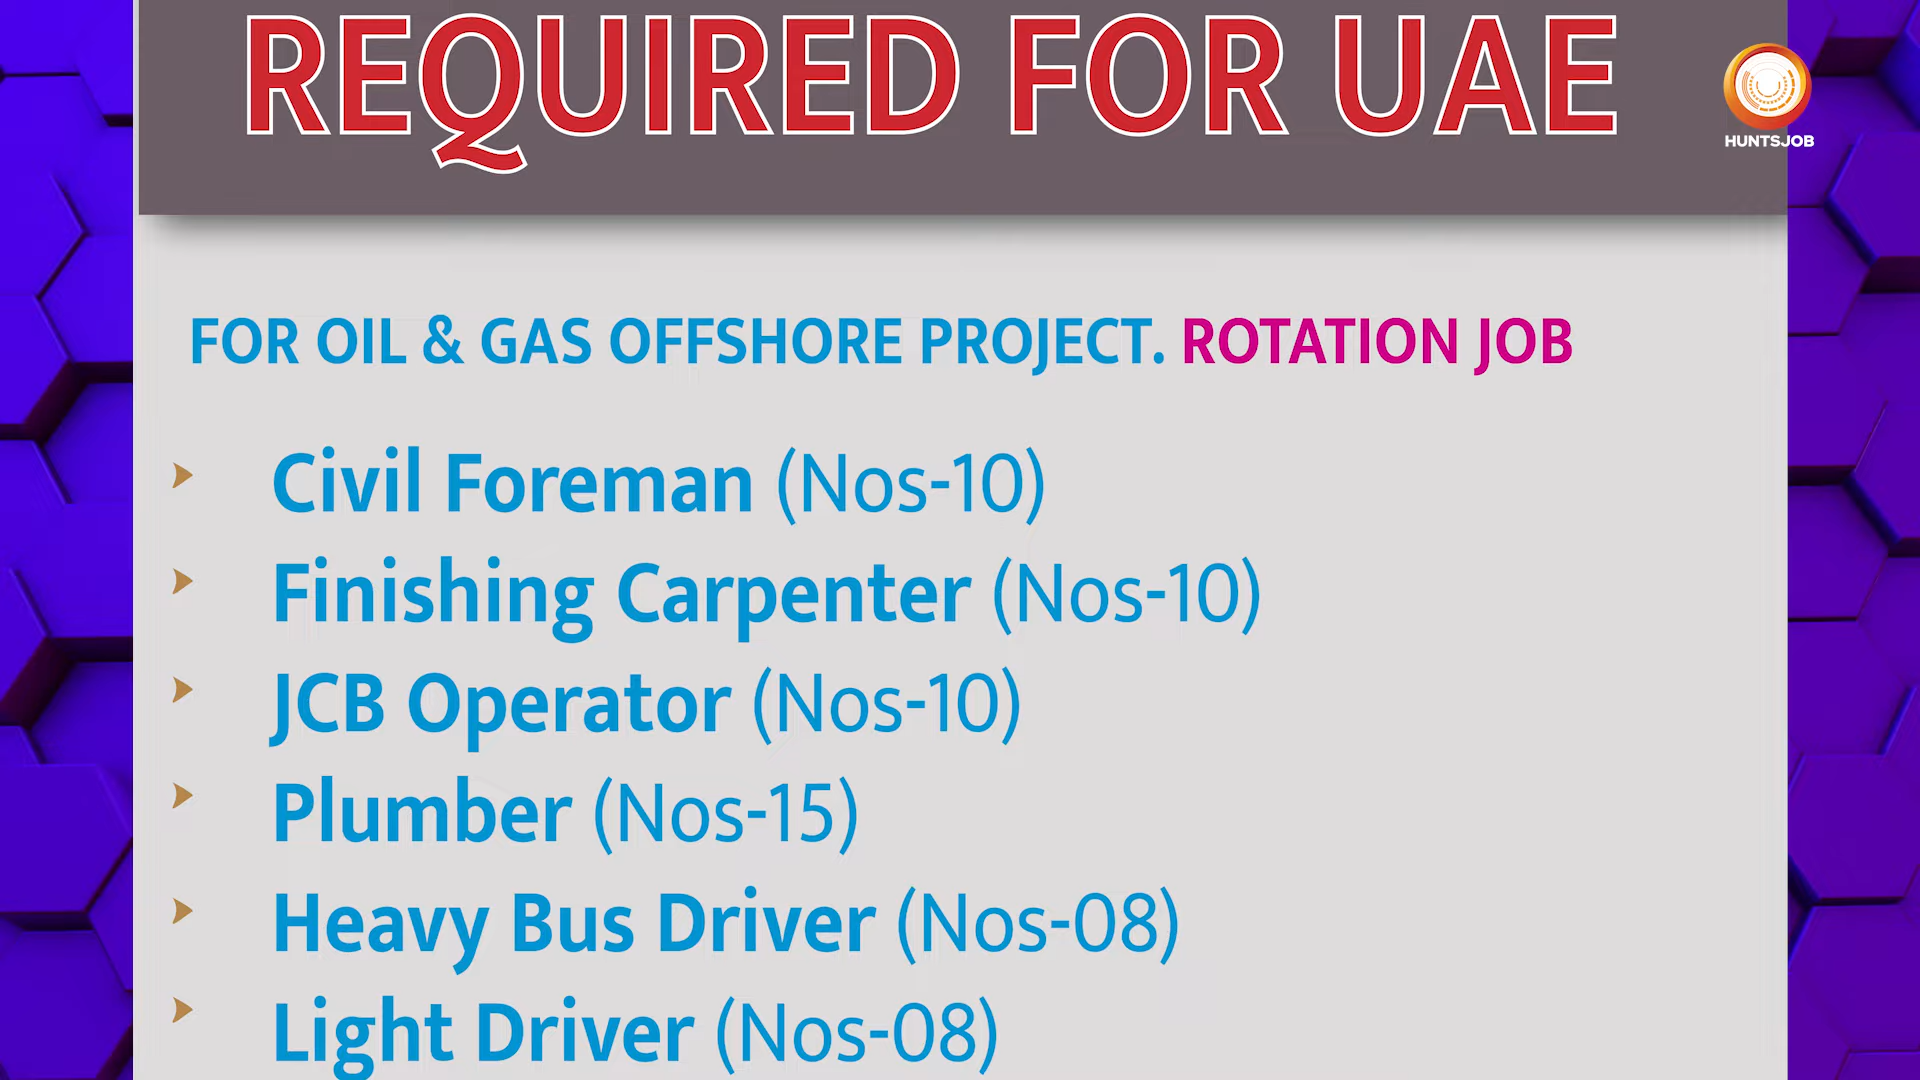 REQUIRED FOR UAE
HUNTSJOB
FOR OIL & GAS OFFSHORE PROJECT. ROTATION JOB
Civil Foreman (Nos-10)
Finishing Carpenter (Nos-10)
JCB Operator (Nos-10)
Plumber (Nos-15)
Heavy Bus Driver (Nos-08)
Light Driver (Nos-08)